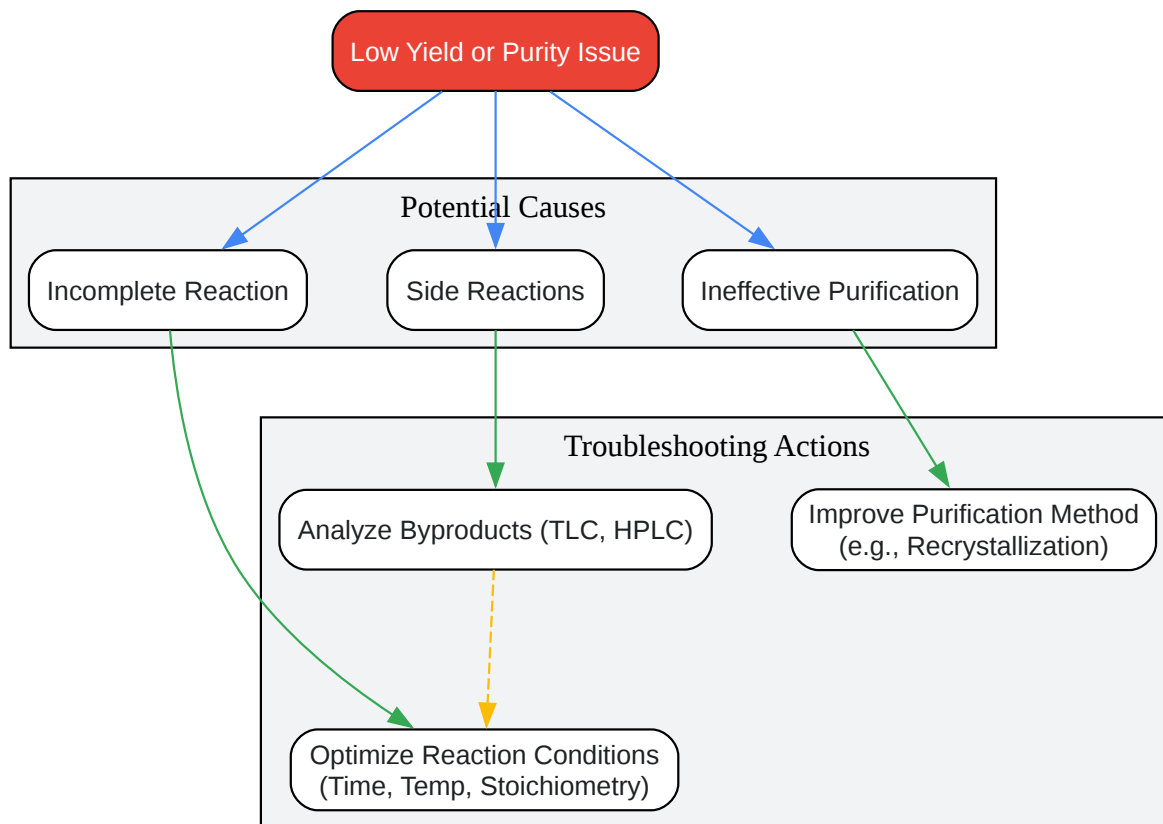 Low Yield or Purity Issue
Potential Causes
Incomplete Reaction
Side Reactions
Ineffective Purification
Troubleshooting Actions
Analyze Byproducts (TLC, HPLC)
Improve Purification Method
(e.g., Recrystallization)
Optimize Reaction Conditions
(Time, Temp, Stoichiometry)